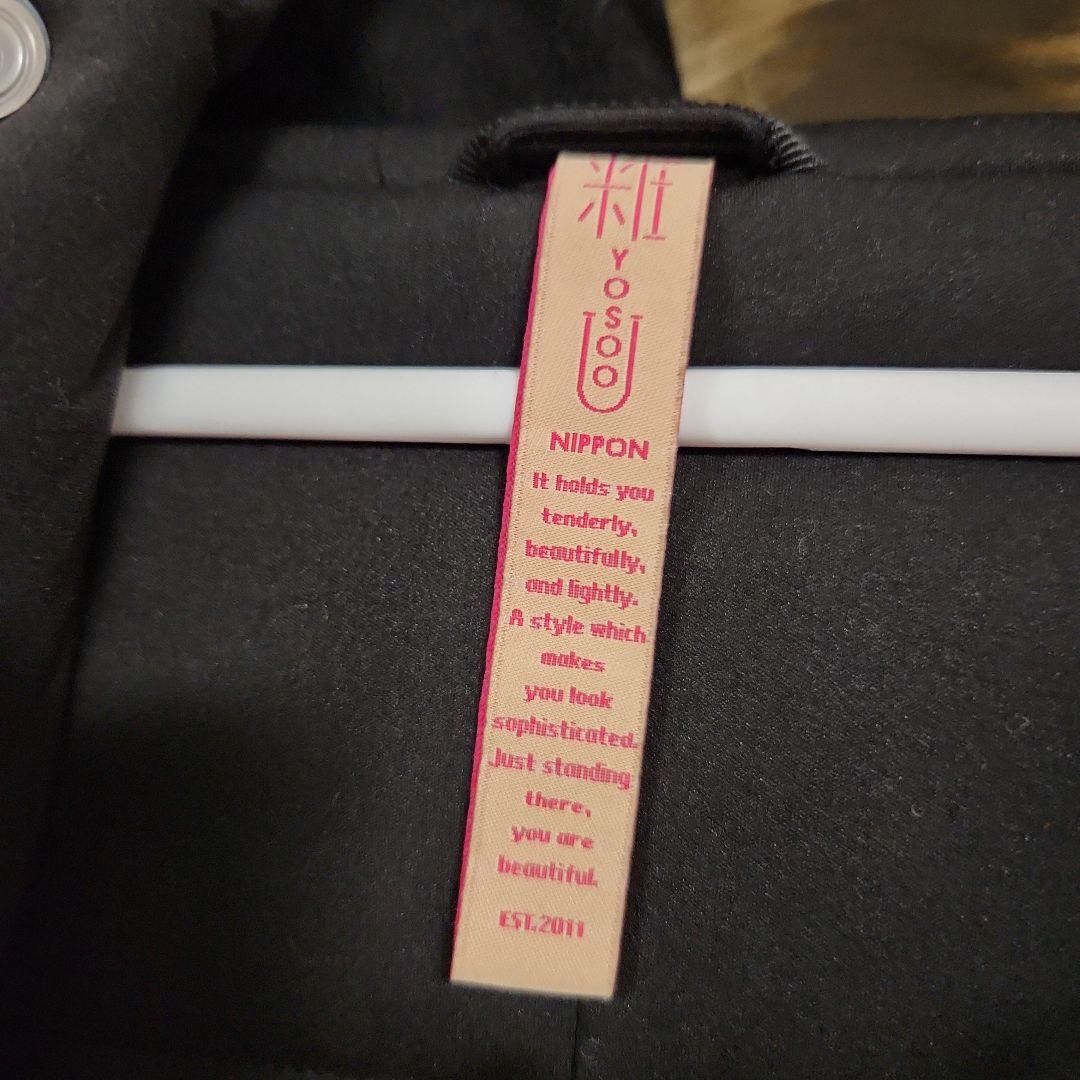 粧
YOSOO
NIPPON
It holds you
tenderly,
beautifully,
and lightly.
A style which
makes
you look
sophisticated.
Just standing
there,
you are
beautiful.
EST.2011